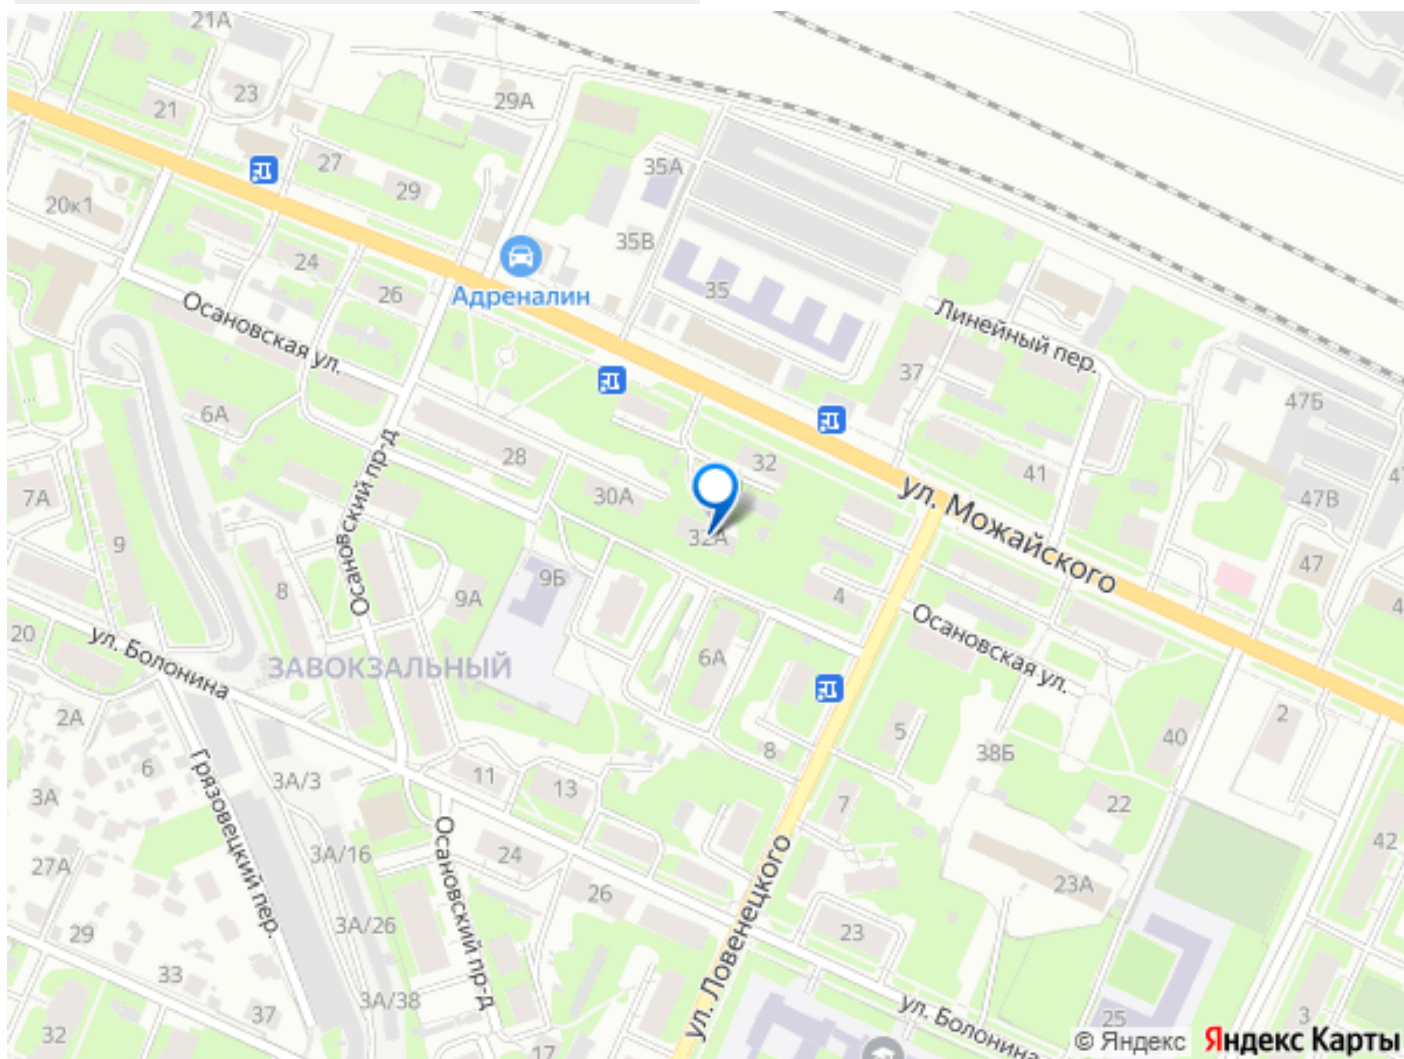 21А
23
29А
21
27
35А
29
20к1
35В
24
35
26
Адреналин
Осановская ул.
Линейный пер.
37
6А
47Б
28
32
41
7А
30А
ул. Можайского
47В
32А
9
Осановский пр-д
47
9Б
8
9А
4
Осановская ул.
20
ул. Болонина
ЗАВОКЗАЛЬНЫЙ
6А
2А
5
2
8
38Б
40
6
11
3А/3
13
3А
7
22
Грязовецкий пер.
Осановский пр-д
42
3А/16
24
27А
26
23А
ул. Ловенецкого
3А/26
29
23
33
3А/38
37
ул. Болонина
25
3
32
17
© Яндекс Яндекс Карты